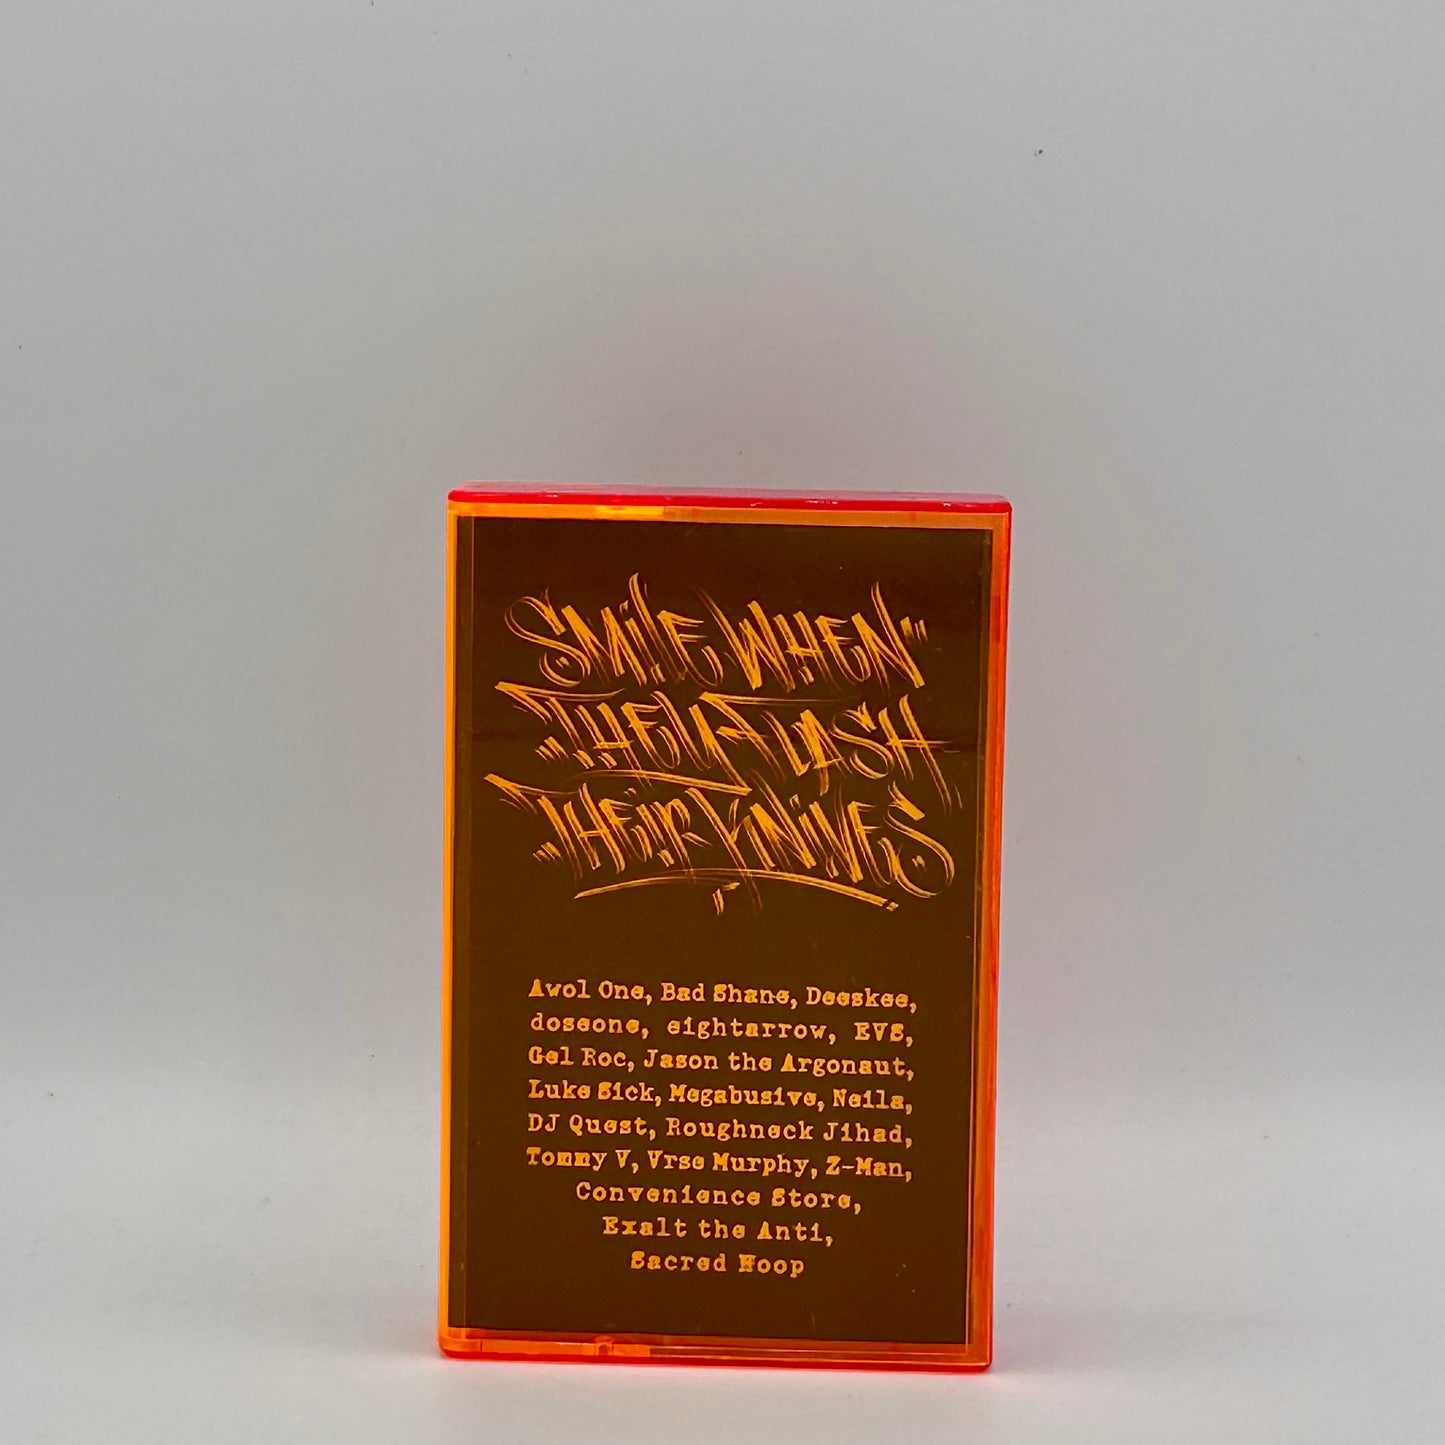 SMiLE WHEN
THEY FLASH
THEiR KNiVES
Awol One, Bad Shane, Deeskee,
doseone, eightarrow, EVS,
Gel Roc, Jason the Argonaut,
Luke Sick, Megabusive, Neila,
DJ Quest, Roughneck Jihad,
Tommy V, Vrse Murphy, Z-Man,
Convenience Store,
Exalt the Anti,
Sacred Hoop